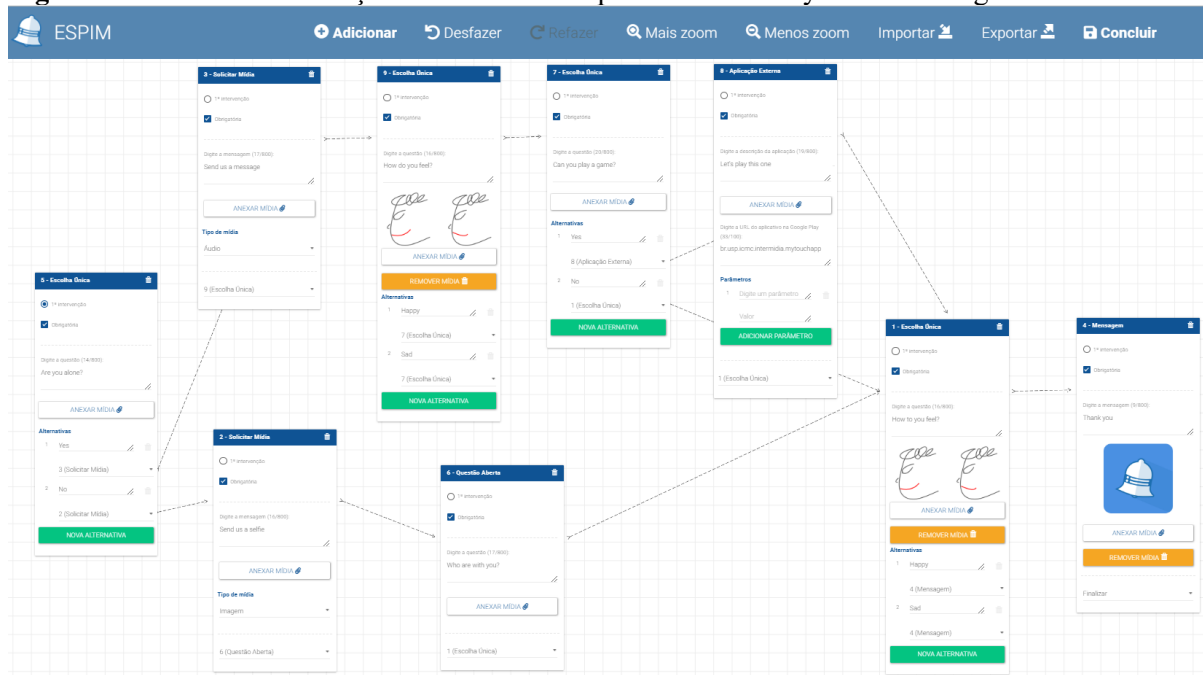 ESPIM
Adicionar
Desfazer
Refazer
Mais zoom
Menos zoom
Importar
Exportar
Concluir
3 - Solicitar Mídia
1ª intervenção
Obrigatória
Digite a mensagem (17/800)
Send us a message
ANEXAR MÍDIA
Tipo de mídia
Áudio
9 (Escolha Única)
9 - Escolha Única
1ª intervenção
Obrigatória
Digite a questão (16/800)
How do you feel?
ANEXAR MÍDIA
REMOVER MÍDIA
Alternativas
1 Happy
7 (Escolha Única)
2 Sad
7 (Escolha Única)
NOVA ALTERNATIVA
7 - Escolha Única
1ª intervenção
Obrigatória
Digite a questão (20/800)
Can you play a game?
ANEXAR MÍDIA
Alternativas
1 Yes
8 (Aplicação Externa)
2 No
1 (Escolha Única)
NOVA ALTERNATIVA
8 - Aplicação Externa
1ª intervenção
Obrigatória
Digite a descrição da aplicação (19/800)
Let's play this one
ANEXAR MÍDIA
Digite a URL do aplicativo na Google Play
br.usp.icmc.intermidia.mytouchapp
Parâmetros
1 Digite um parâmetro
Valor
ADICIONAR PARÂMETRO
1 (Escolha Única)
5 - Escolha Única
1ª intervenção
Obrigatória
Digite a questão (14/800)
Are you alone?
ANEXAR MÍDIA
Alternativas
1 Yes
3 (Solicitar Mídia)
2 No
2 (Solicitar Mídia)
NOVA ALTERNATIVA
2 - Solicitar Mídia
1ª intervenção
Obrigatória
Digite a mensagem (15/800)
Send us a selfie
ANEXAR MÍDIA
Tipo de mídia
Imagem
6 (Questão Aberta)
6 - Questão Aberta
1ª intervenção
Obrigatória
Digite a questão (17/800)
Who are with you?
ANEXAR MÍDIA
1 (Escolha Única)
1 - Escolha Única
1ª intervenção
Obrigatória
Digite a questão (16/800)
How to you feel?
ANEXAR MÍDIA
REMOVER MÍDIA
Alternativas
1 Happy
4 (Mensagem)
2 Sad
4 (Mensagem)
NOVA ALTERNATIVA
4 - Mensagem
1ª intervenção
Obrigatória
Digite a mensagem (9/800)
Thank you
ANEXAR MÍDIA
REMOVER MÍDIA
Finalizar